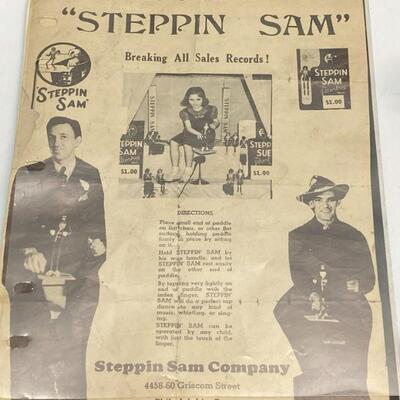 "STEPPIN SAM"
Breaking All Sales Records!
"STEPPIN SAM"
STEPPIN SAM
$1.00
STEPPIN SAM
$1.00
STEPP
SUE
$1.00
DIRECTIONS
Place small end of paddle
on flat chair, or other flat
surface, holding paddle
firmly in place by sitting
on it.
Hold STEPPIN' SAM by
his wire handle, and let
STEPPIN' SAM rest easily
on the other end of
paddle.
By tapping very lightly on
end of paddle with the
index finger, STEPPIN'
SAM will do a perfect tap
dance to any kind of
music, whistling, or sing-
ing.
STEPPIN' SAM can be
operated by any child,
with just the touch of the
finger.
Steppin Sam Company
4458-60 Griscom Street